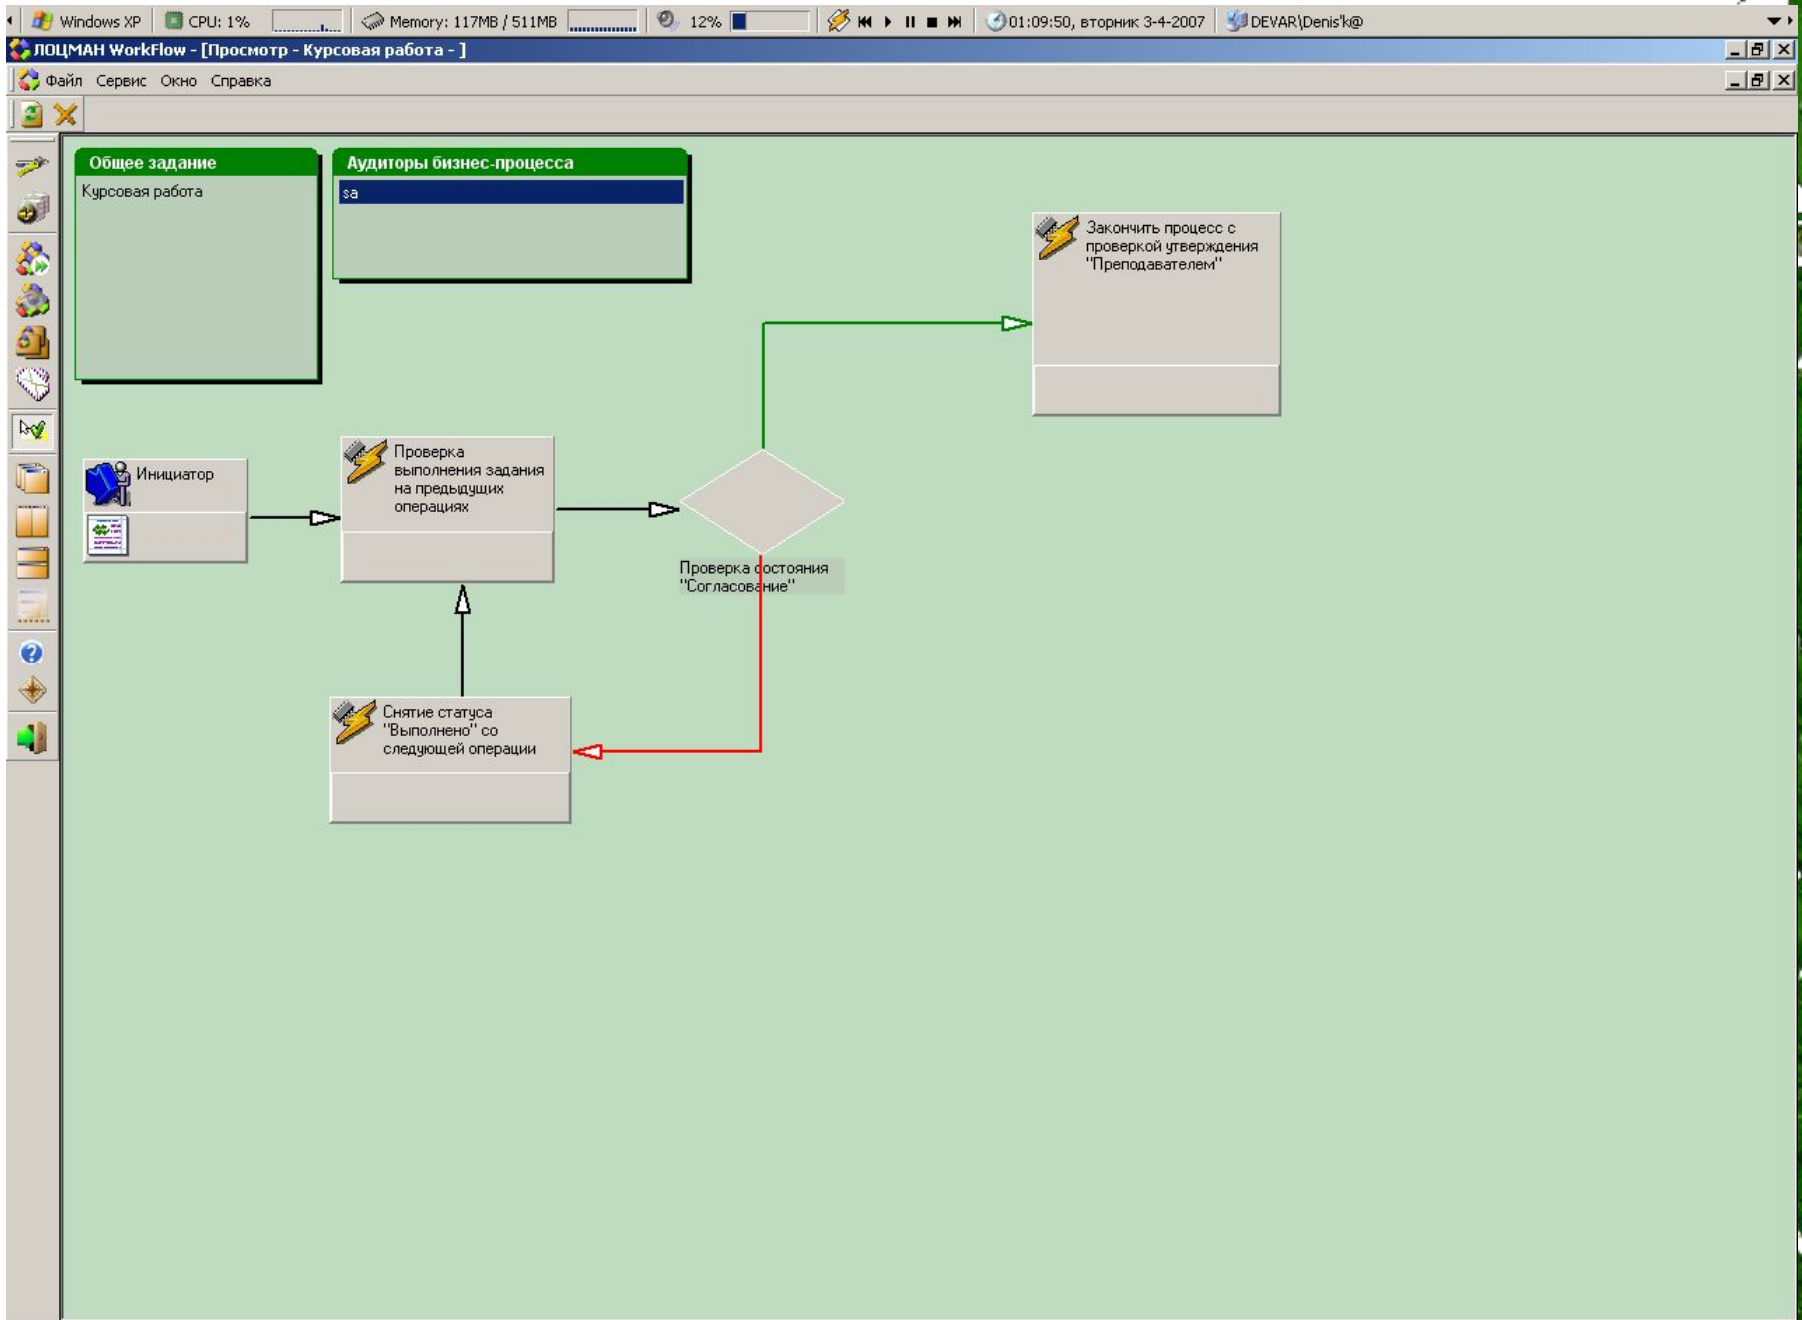 Windows XP
CPU: 1%
Memory: 117MB / 511MB
12%
01:09:50, вторник 3-4-2007
DEVAR\Denis'k@
ЛОЦМАН WorkFlow - [Просмотр - Курсовая работа - ]
Файл Сервис Окно Справка
Общее задание
Курсовая работа
Аудиторы бизнес-процесса
sa
Закончить процесс с
проверкой утверждения
"Преподавателем"
Инициатор
Проверка
выполнения задания
на предыдущих
операциях
Проверка состояния
"Согласование"
Снятие статуса
"Выполнено" со
следующей операции